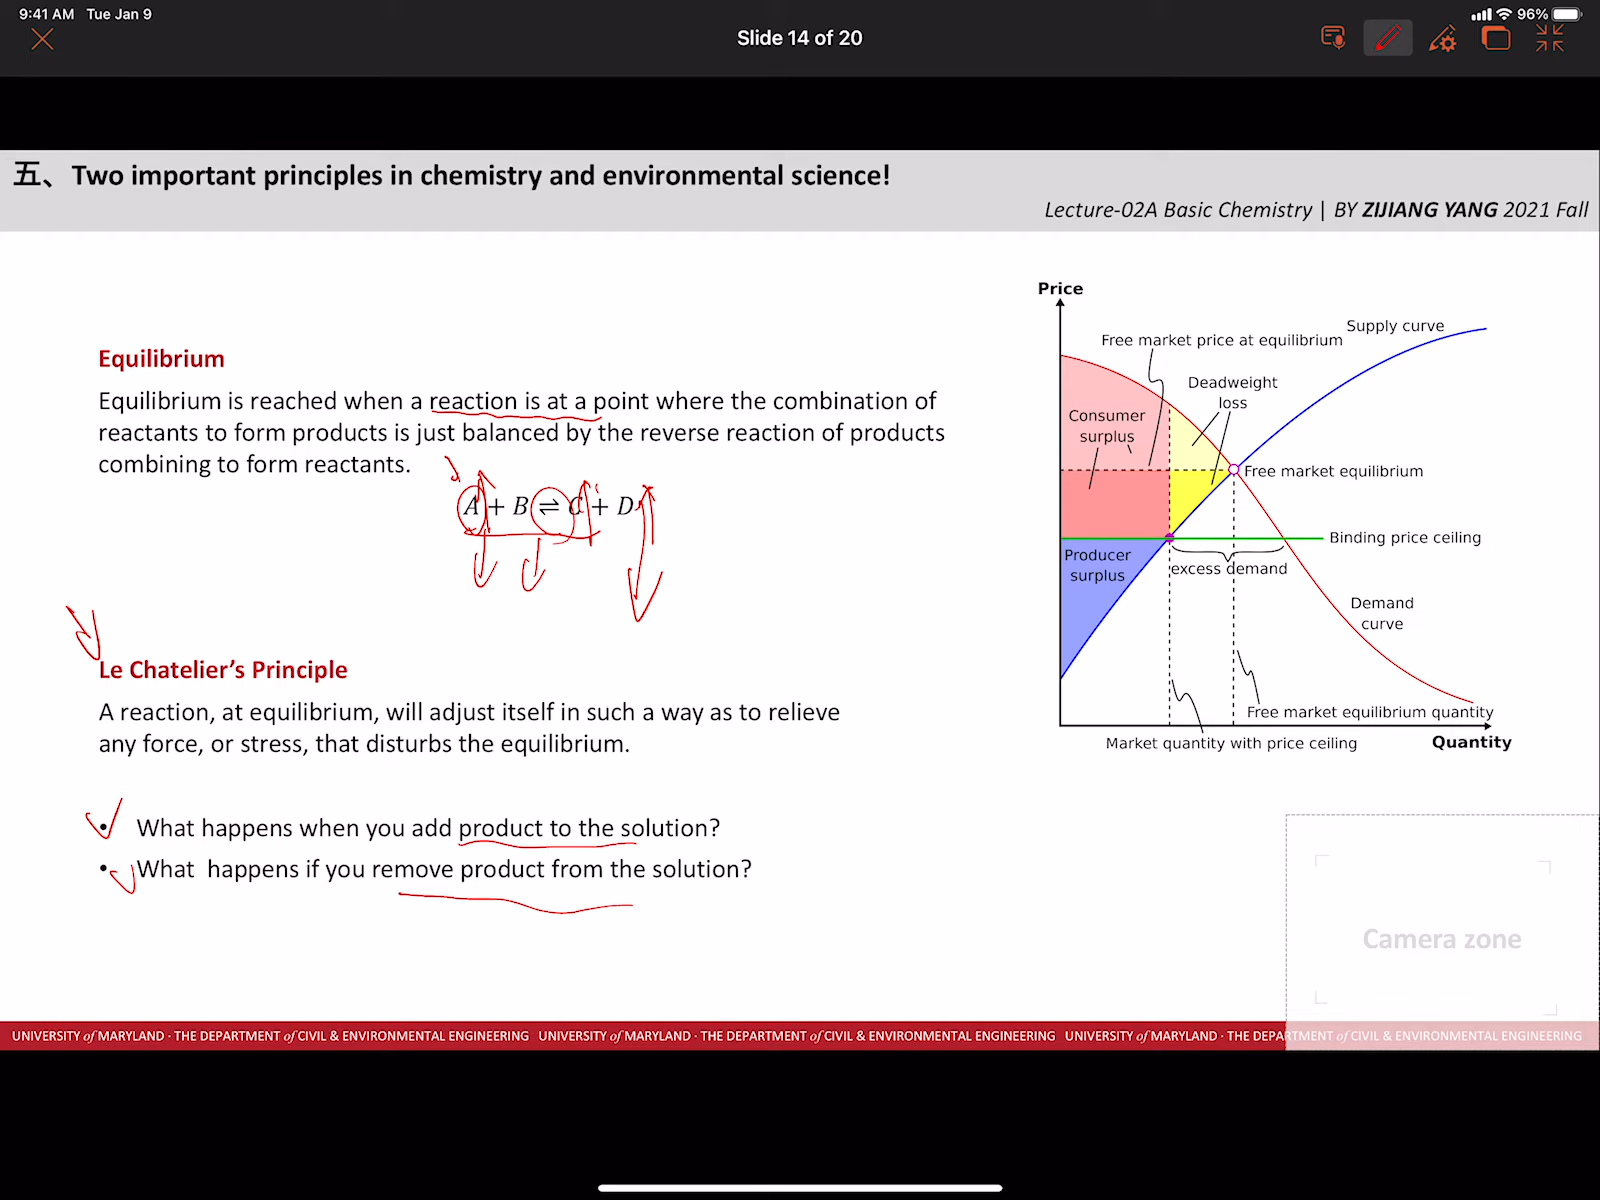 9:41 AM Tue Jan 9
96%
Slide 14 of 20
五、Two important principles in chemistry and environmental science!
Lecture-02A Basic Chemistry | BY ZIJIANG YANG 2021 Fall
Equilibrium
Equilibrium is reached when a reaction is at a point where the combination of
reactants to form products is just balanced by the reverse reaction of products
combining to form reactants.
A + B ⇌ C + D
Le Chatelier’s Principle
A reaction, at equilibrium, will adjust itself in such a way as to relieve
any force, or stress, that disturbs the equilibrium.
• What happens when you add product to the solution?
• What happens if you remove product from the solution?
Price
Supply curve
Free market price at equilibrium
Deadweight
loss
Consumer
surplus
Free market equilibrium
Binding price ceiling
Producer
surplus
excess demand
Demand
curve
Free market equilibrium quantity
Market quantity with price ceiling
Quantity
Camera zone
UNIVERSITY of MARYLAND · THE DEPARTMENT of CIVIL & ENVIRONMENTAL ENGINEERING UNIVERSITY of MARYLAND · THE DEPARTMENT of CIVIL & ENVIRONMENTAL ENGINEERING UNIVERSITY of MARYLAND · THE DEPARTMENT of CIVIL & ENVIRONMENTAL ENGINEERING